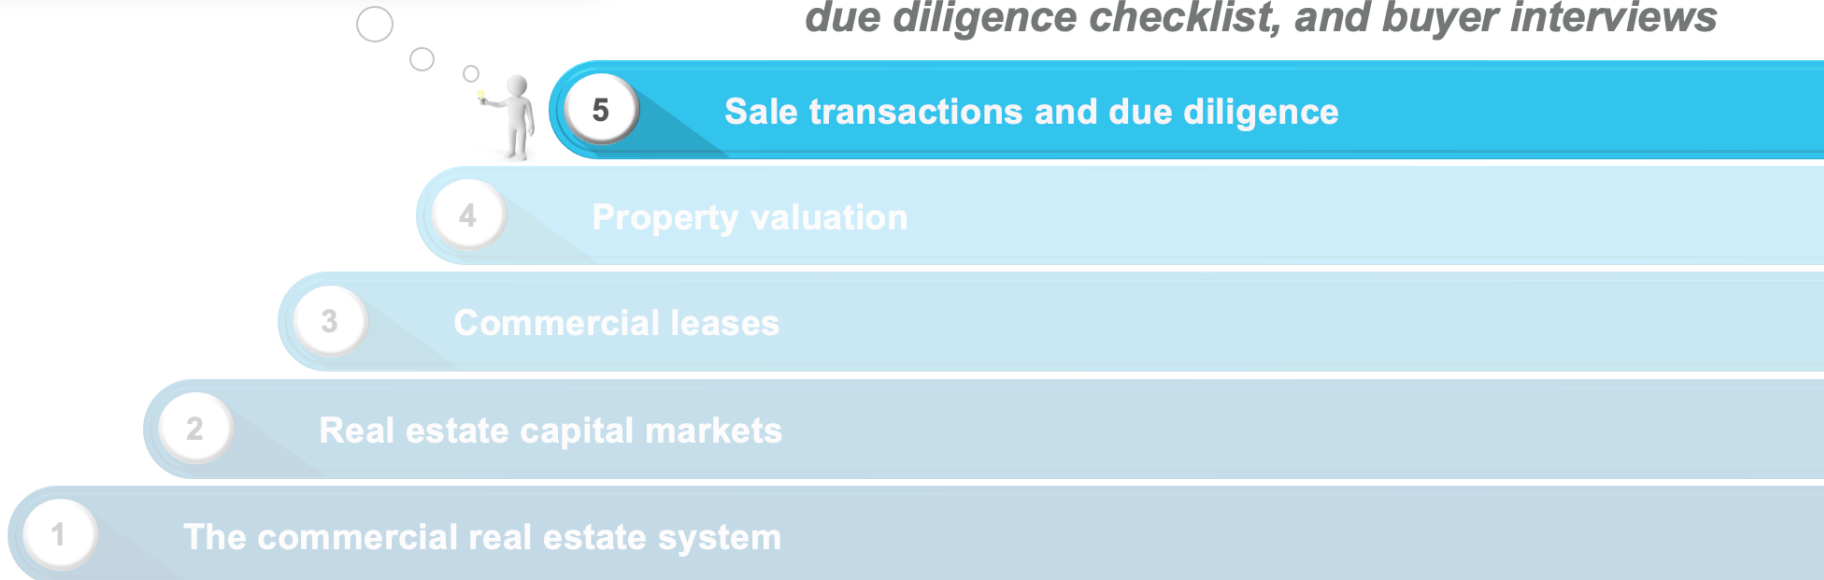 due diligence checklist, and buyer interviews
5 Sale transactions and due diligence
4 Property valuation
3 Commercial leases
2 Real estate capital markets
1 The commercial real estate system